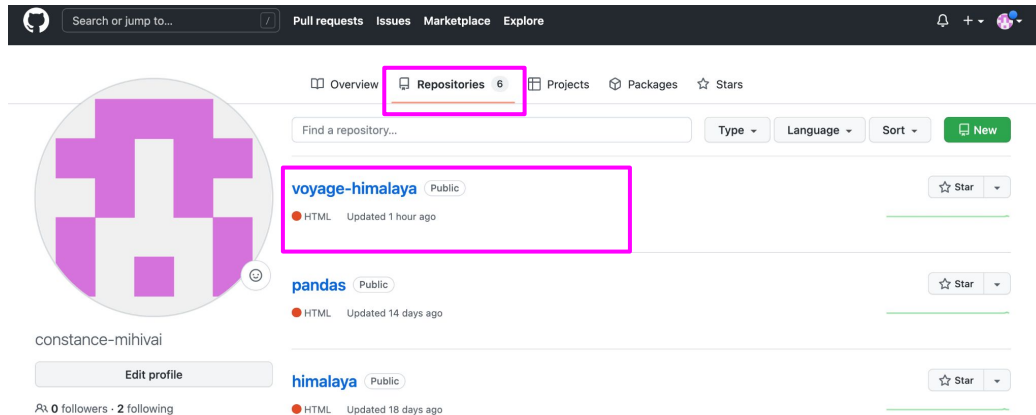 Search or jump to... /
Pull requests Issues Marketplace Explore
Overview Repositories 6 Projects Packages Stars
Find a repository...
Type Language Sort New
voyage-himalaya Public
Star
HTML Updated 1 hour ago
pandas Public
Star
HTML Updated 14 days ago
constance-mihivai
Edit profile
himalaya Public
Star
0 followers · 2 following
HTML Updated 18 days ago